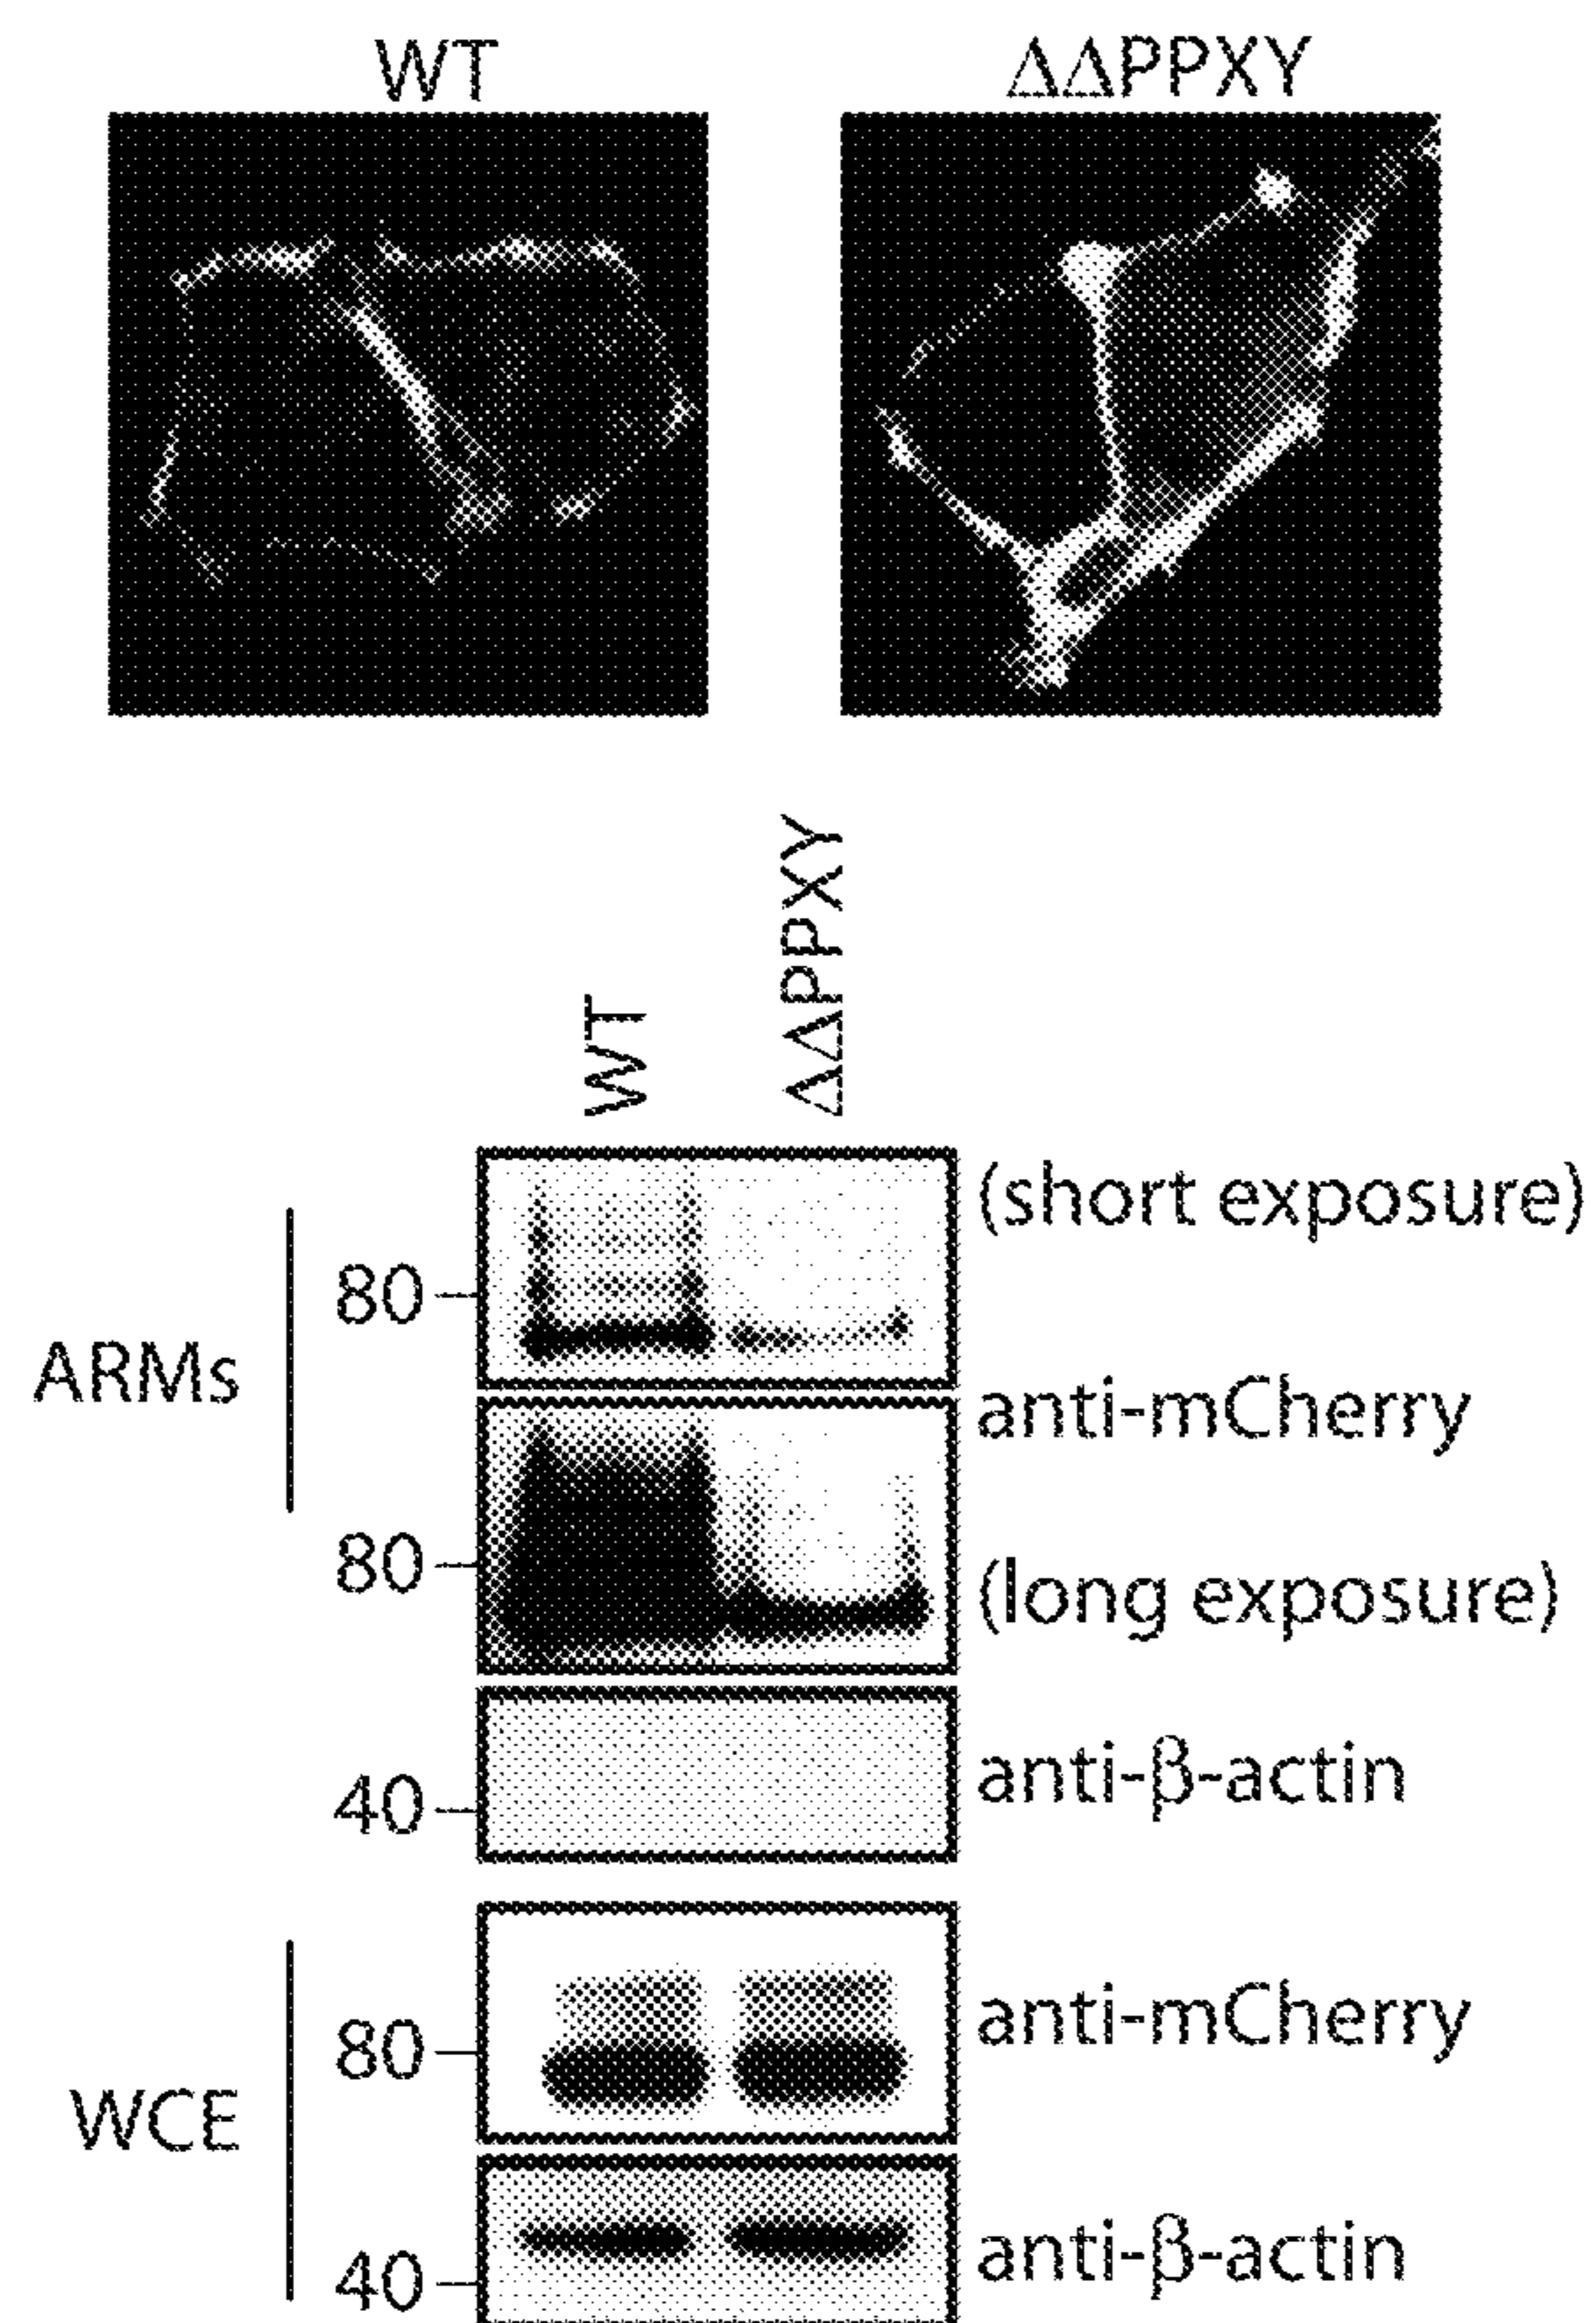 WT
ΔΔPPXY
WT
ΔΔPPXY
ARMs
80
(short exposure)
anti-mCherry
80
(long exposure)
40
anti-β-actin
WCE
80
anti-mCherry
40
anti-β-actin